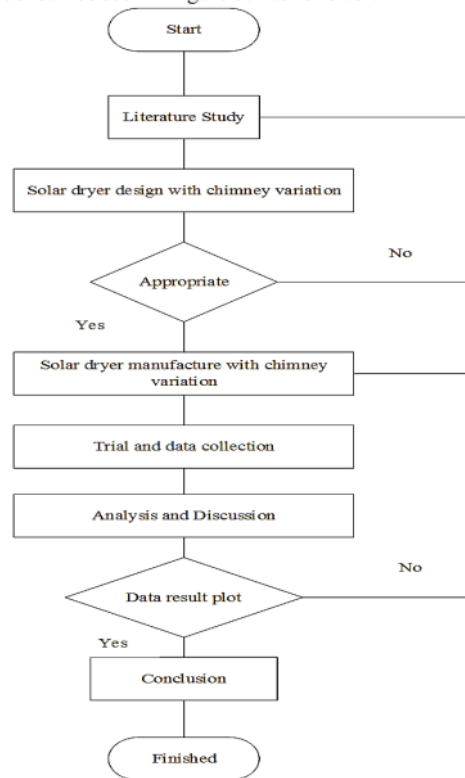 Start
Literature Study
Solar dryer design with chimney variation
No
Appropriate
Yes
Solar dryer manufacture with chimney
variation
Trial and data collection
Analysis and Discussion
No
Data result plot
Yes
Conclusion
Finished